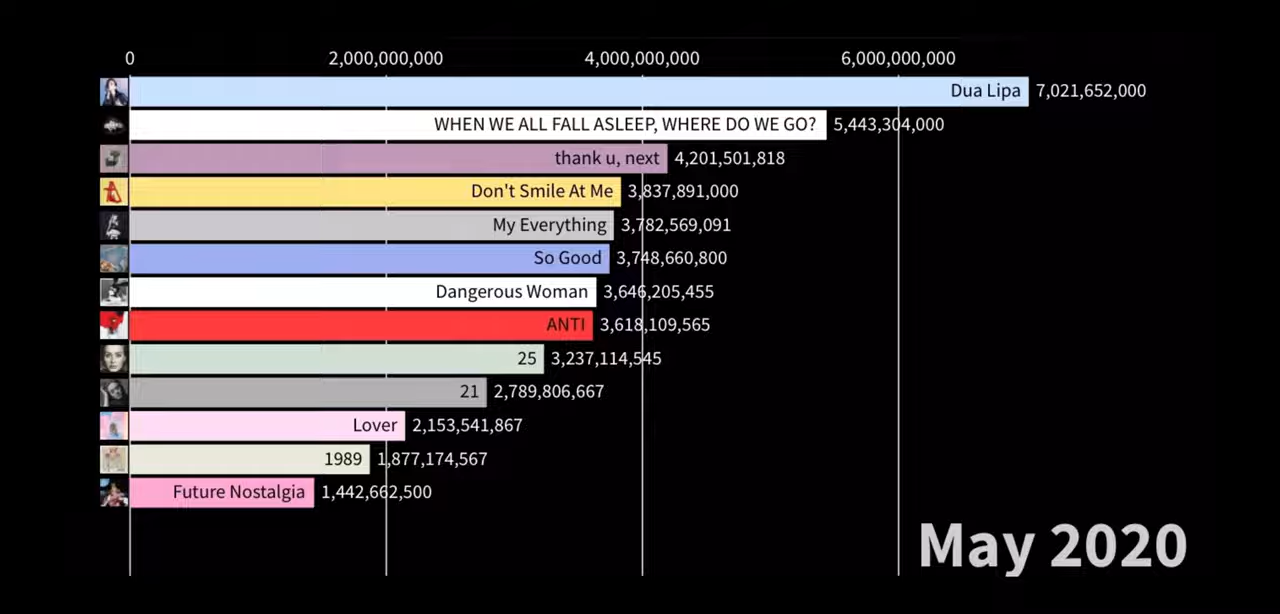 0 2,000,000,000 4,000,000,000 6,000,000,000
Dua Lipa 7,021,652,000
WHEN WE ALL FALL ASLEEP, WHERE DO WE GO? 5,443,304,000
thank u, next 4,201,501,818
Don't Smile At Me 3,837,891,000
My Everything 3,782,569,091
So Good 3,748,660,800
Dangerous Woman 3,646,205,455
ANTI 3,618,109,565
25 3,237,114,545
21 2,789,806,667
Lover 2,153,541,867
1989 1,877,174,567
Future Nostalgia 1,442,662,500
May 2020